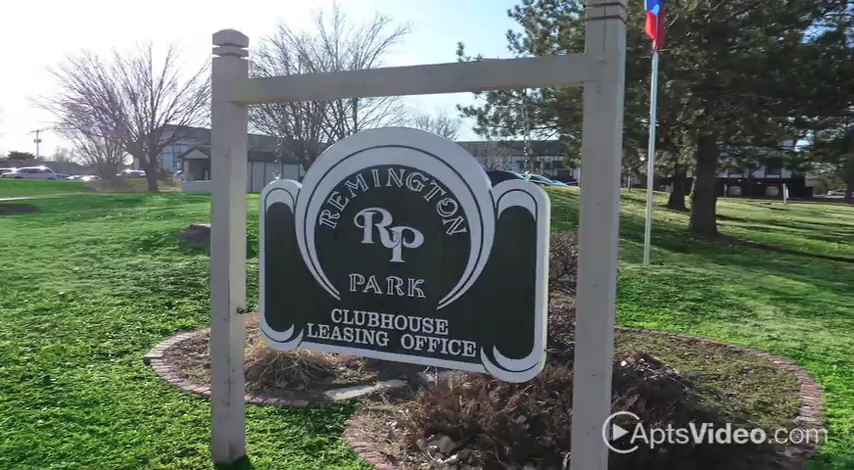 REMINGTON
RP
PARK
CLUBHOUSE
LEASING OFFICE
AptsVideo.com